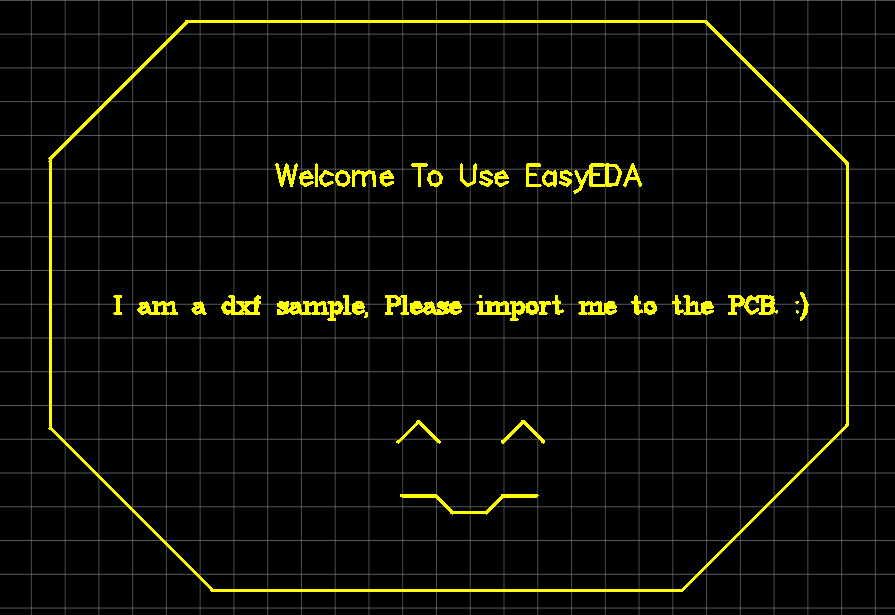 Welcome To Use EasyEDA
I am a dxf sample, Please import me to the PCB. :)